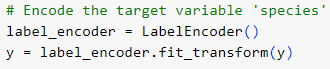 # Encode the target variable 'species'
label_encoder = LabelEncoder()
y = label_encoder.fit_transform(y)